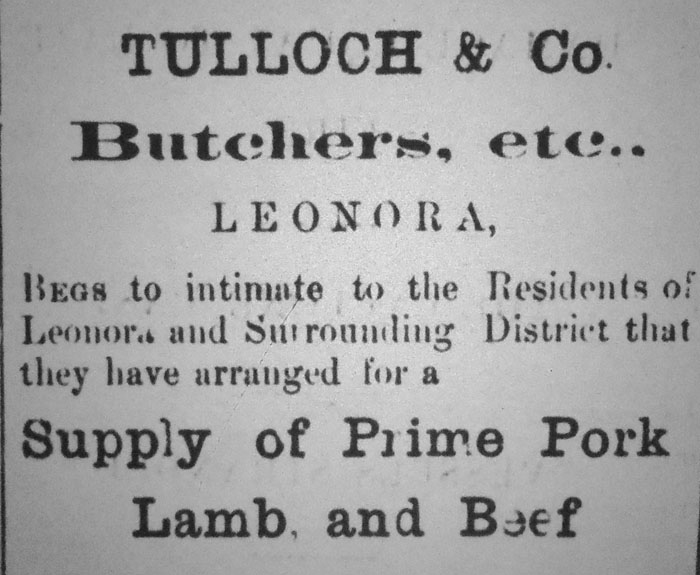 TULLOCH & Co.
Butchers, etc..
LEONORA,
BEGS to intimate to the Residents of
Leonora and Surrounding District that
they have arranged for a
Supply of Prime Pork
Lamb, and Beef